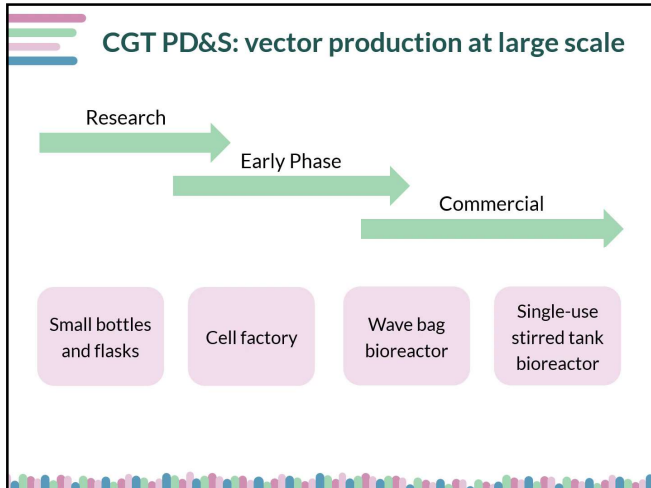 CGT PD&S: vector production at large scale
Research
Early Phase
Commercial
Small bottles
and flasks
Cell factory
Wave bag
bioreactor
Single-use
stirred tank
bioreactor